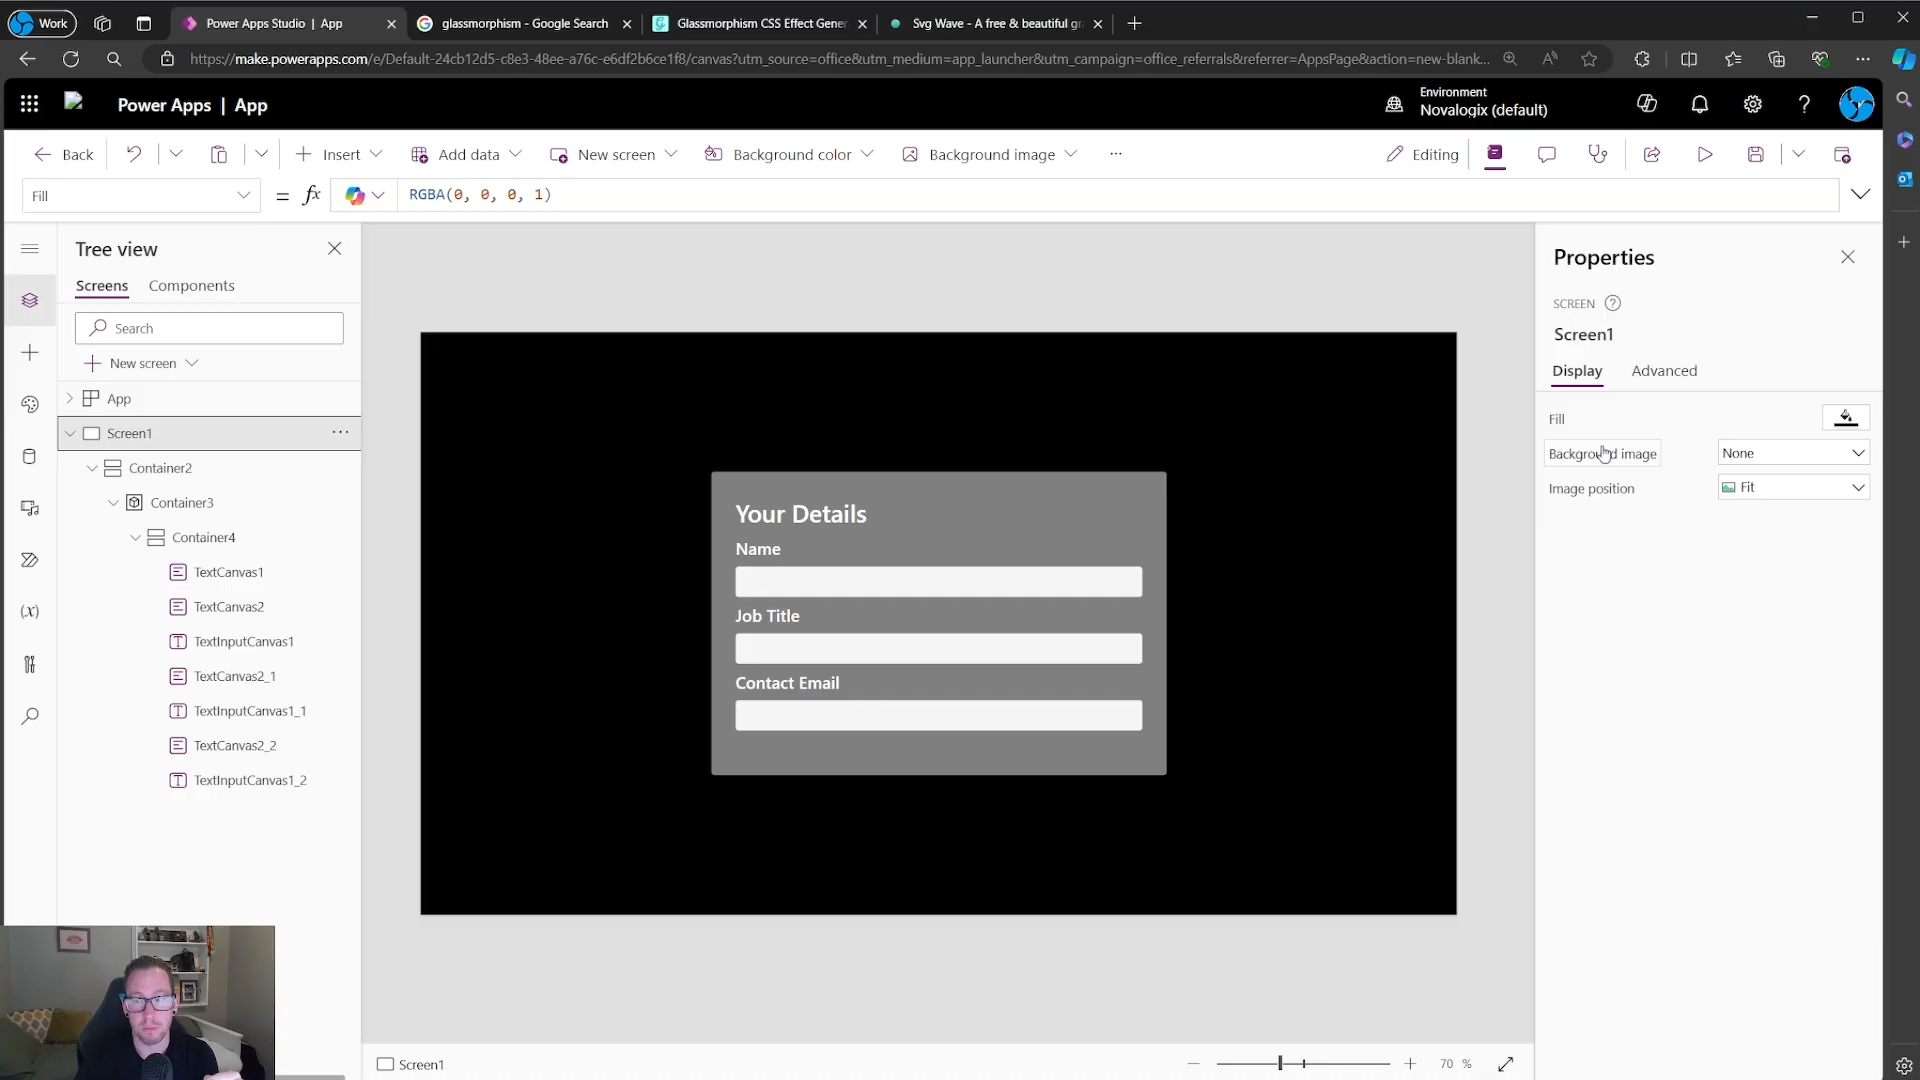 Work
Power Apps Studio | App
glassmorphism - Google Search
Glassmorphism CSS Effect Gene
Svg Wave - A free & beautiful g
https://make.powerapps.com/e/Default-24cb12d5-c8e3-48ee-a76c-e6df2b6ce1f8/canvas?utm_source=office&utm_medium=app_launcher&utm_campaign=office_referrals&referrer=AppsPage&action=new-blank...
Power Apps | App
Environment
Novalogix (default)
Back
Insert
Add data
New screen
Background color
Background image
Editing
Fill
= fx
RGBA(0, 0, 0, 1)
Tree view
Screens
Components
Search
New screen
App
Screen1
Container2
Container3
Container4
TextCanvas1
TextCanvas2
TextInputCanvas1
TextCanvas2_1
TextInputCanvas1_1
TextCanvas2_2
TextInputCanvas1_2
Your Details
Name
Job Title
Contact Email
Properties
SCREEN
Screen1
Display
Advanced
Fill
Background image
None
Image position
Fit
Screen1
70 %